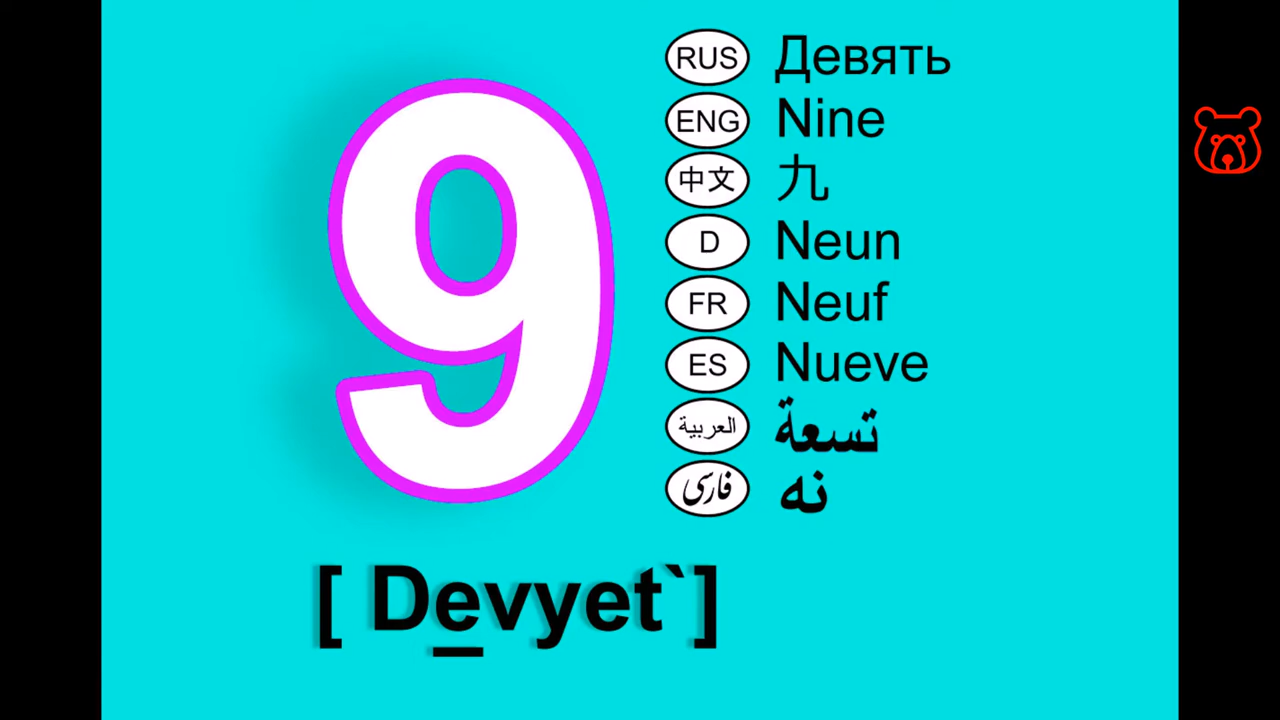 9
RUS Девять
ENG Nine
中文 九
D Neun
FR Neuf
ES Nueve
العربية تسعة
فارسی نه
[ Devyet`]